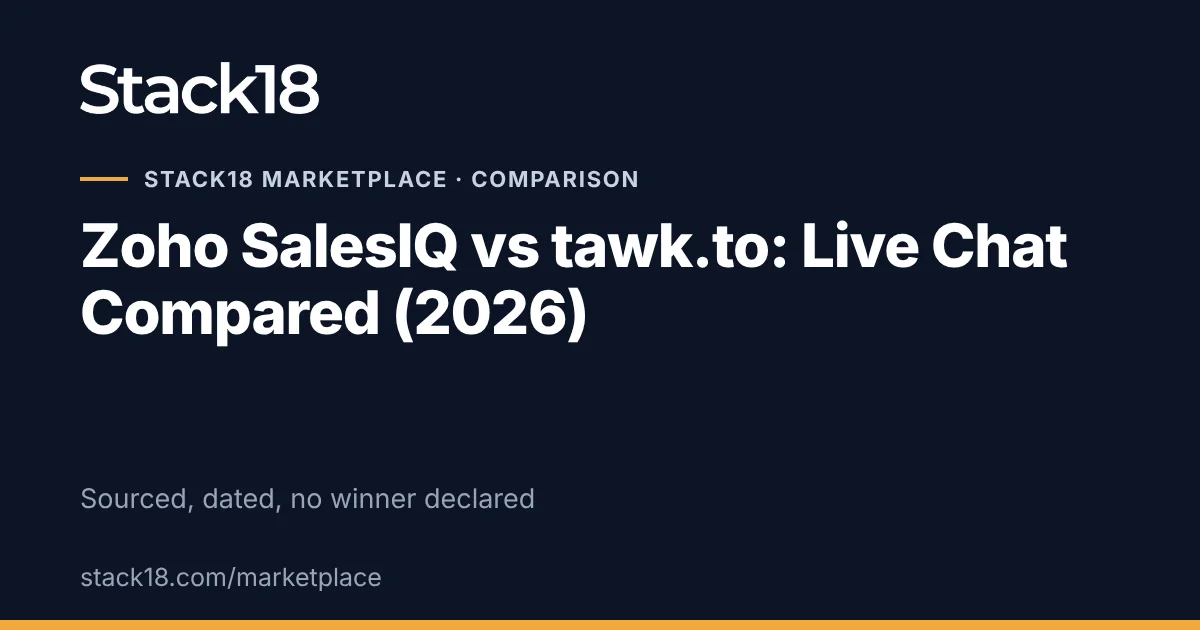 Stack18
STACK18 MARKETPLACE · COMPARISON
Zoho SalesIQ vs tawk.to: Live Chat
Compared (2026)
Sourced, dated, no winner declared
stack18.com/marketplace